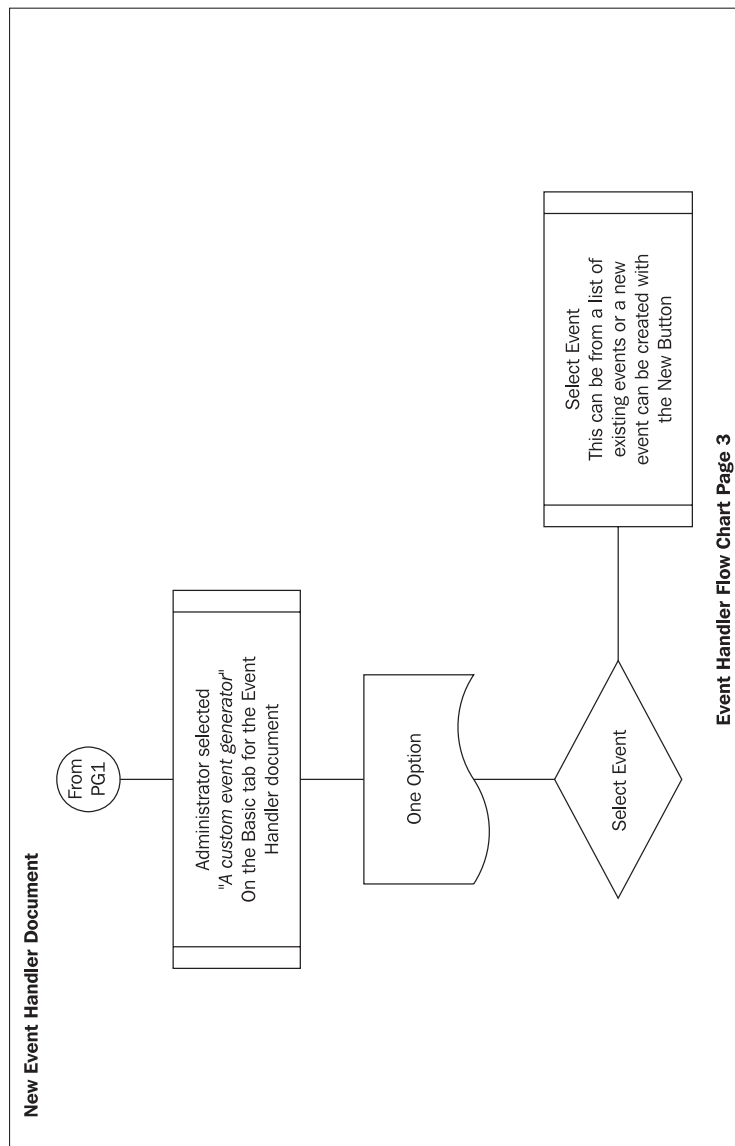 New Event Handler Document
From
PG1
Administrator selected
"A custom event generator"
On the Basic tab for the Event
Handler document
One Option
Select Event
Select Event
This can be from a list of
existing events or a new
event can be created with
the New Button
Event Handler Flow Chart Page 3